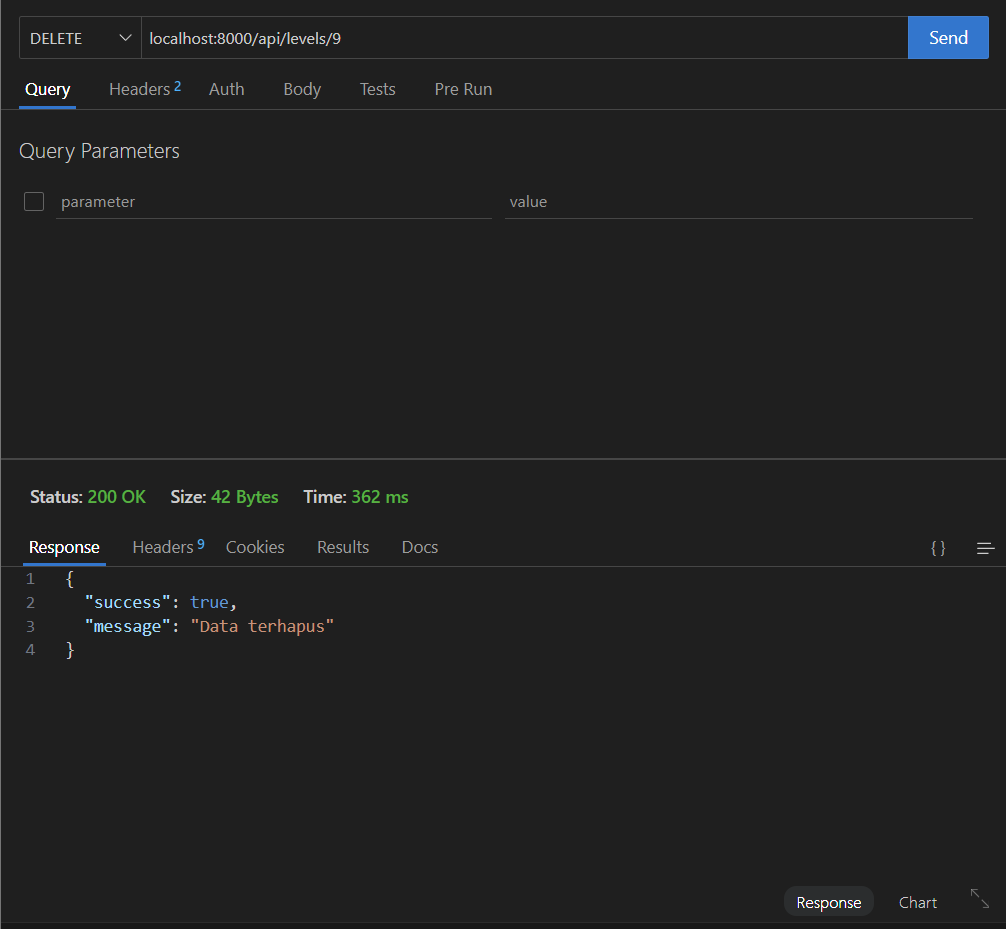 DELETE localhost:8000/api/levels/9 Send
Query Headers 2 Auth Body Tests Pre Run
Query Parameters
parameter value
Status: 200 OK Size: 42 Bytes Time: 362 ms
Response Headers 9 Cookies Results Docs { }
1 {
2 "success": true,
3 "message": "Data terhapus"
4 }
Response Chart